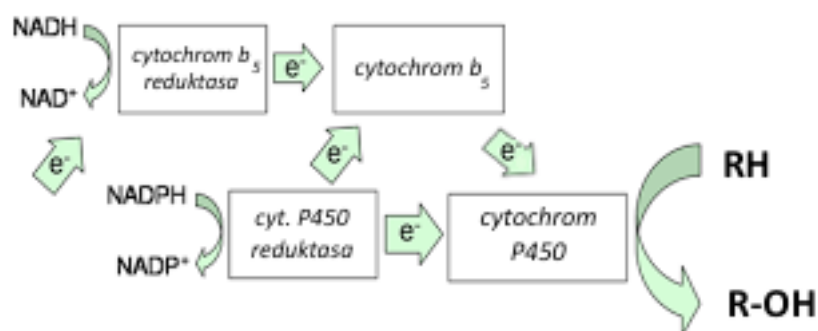 NADH
NAD⁺
cytochrom b₅
reduktasa
e⁻
cytochrom b₅
e⁻
e⁻
e⁻
NADPH
NADP⁺
cyt. P450
reduktasa
e⁻
cytochrom
P450
RH
R-OH